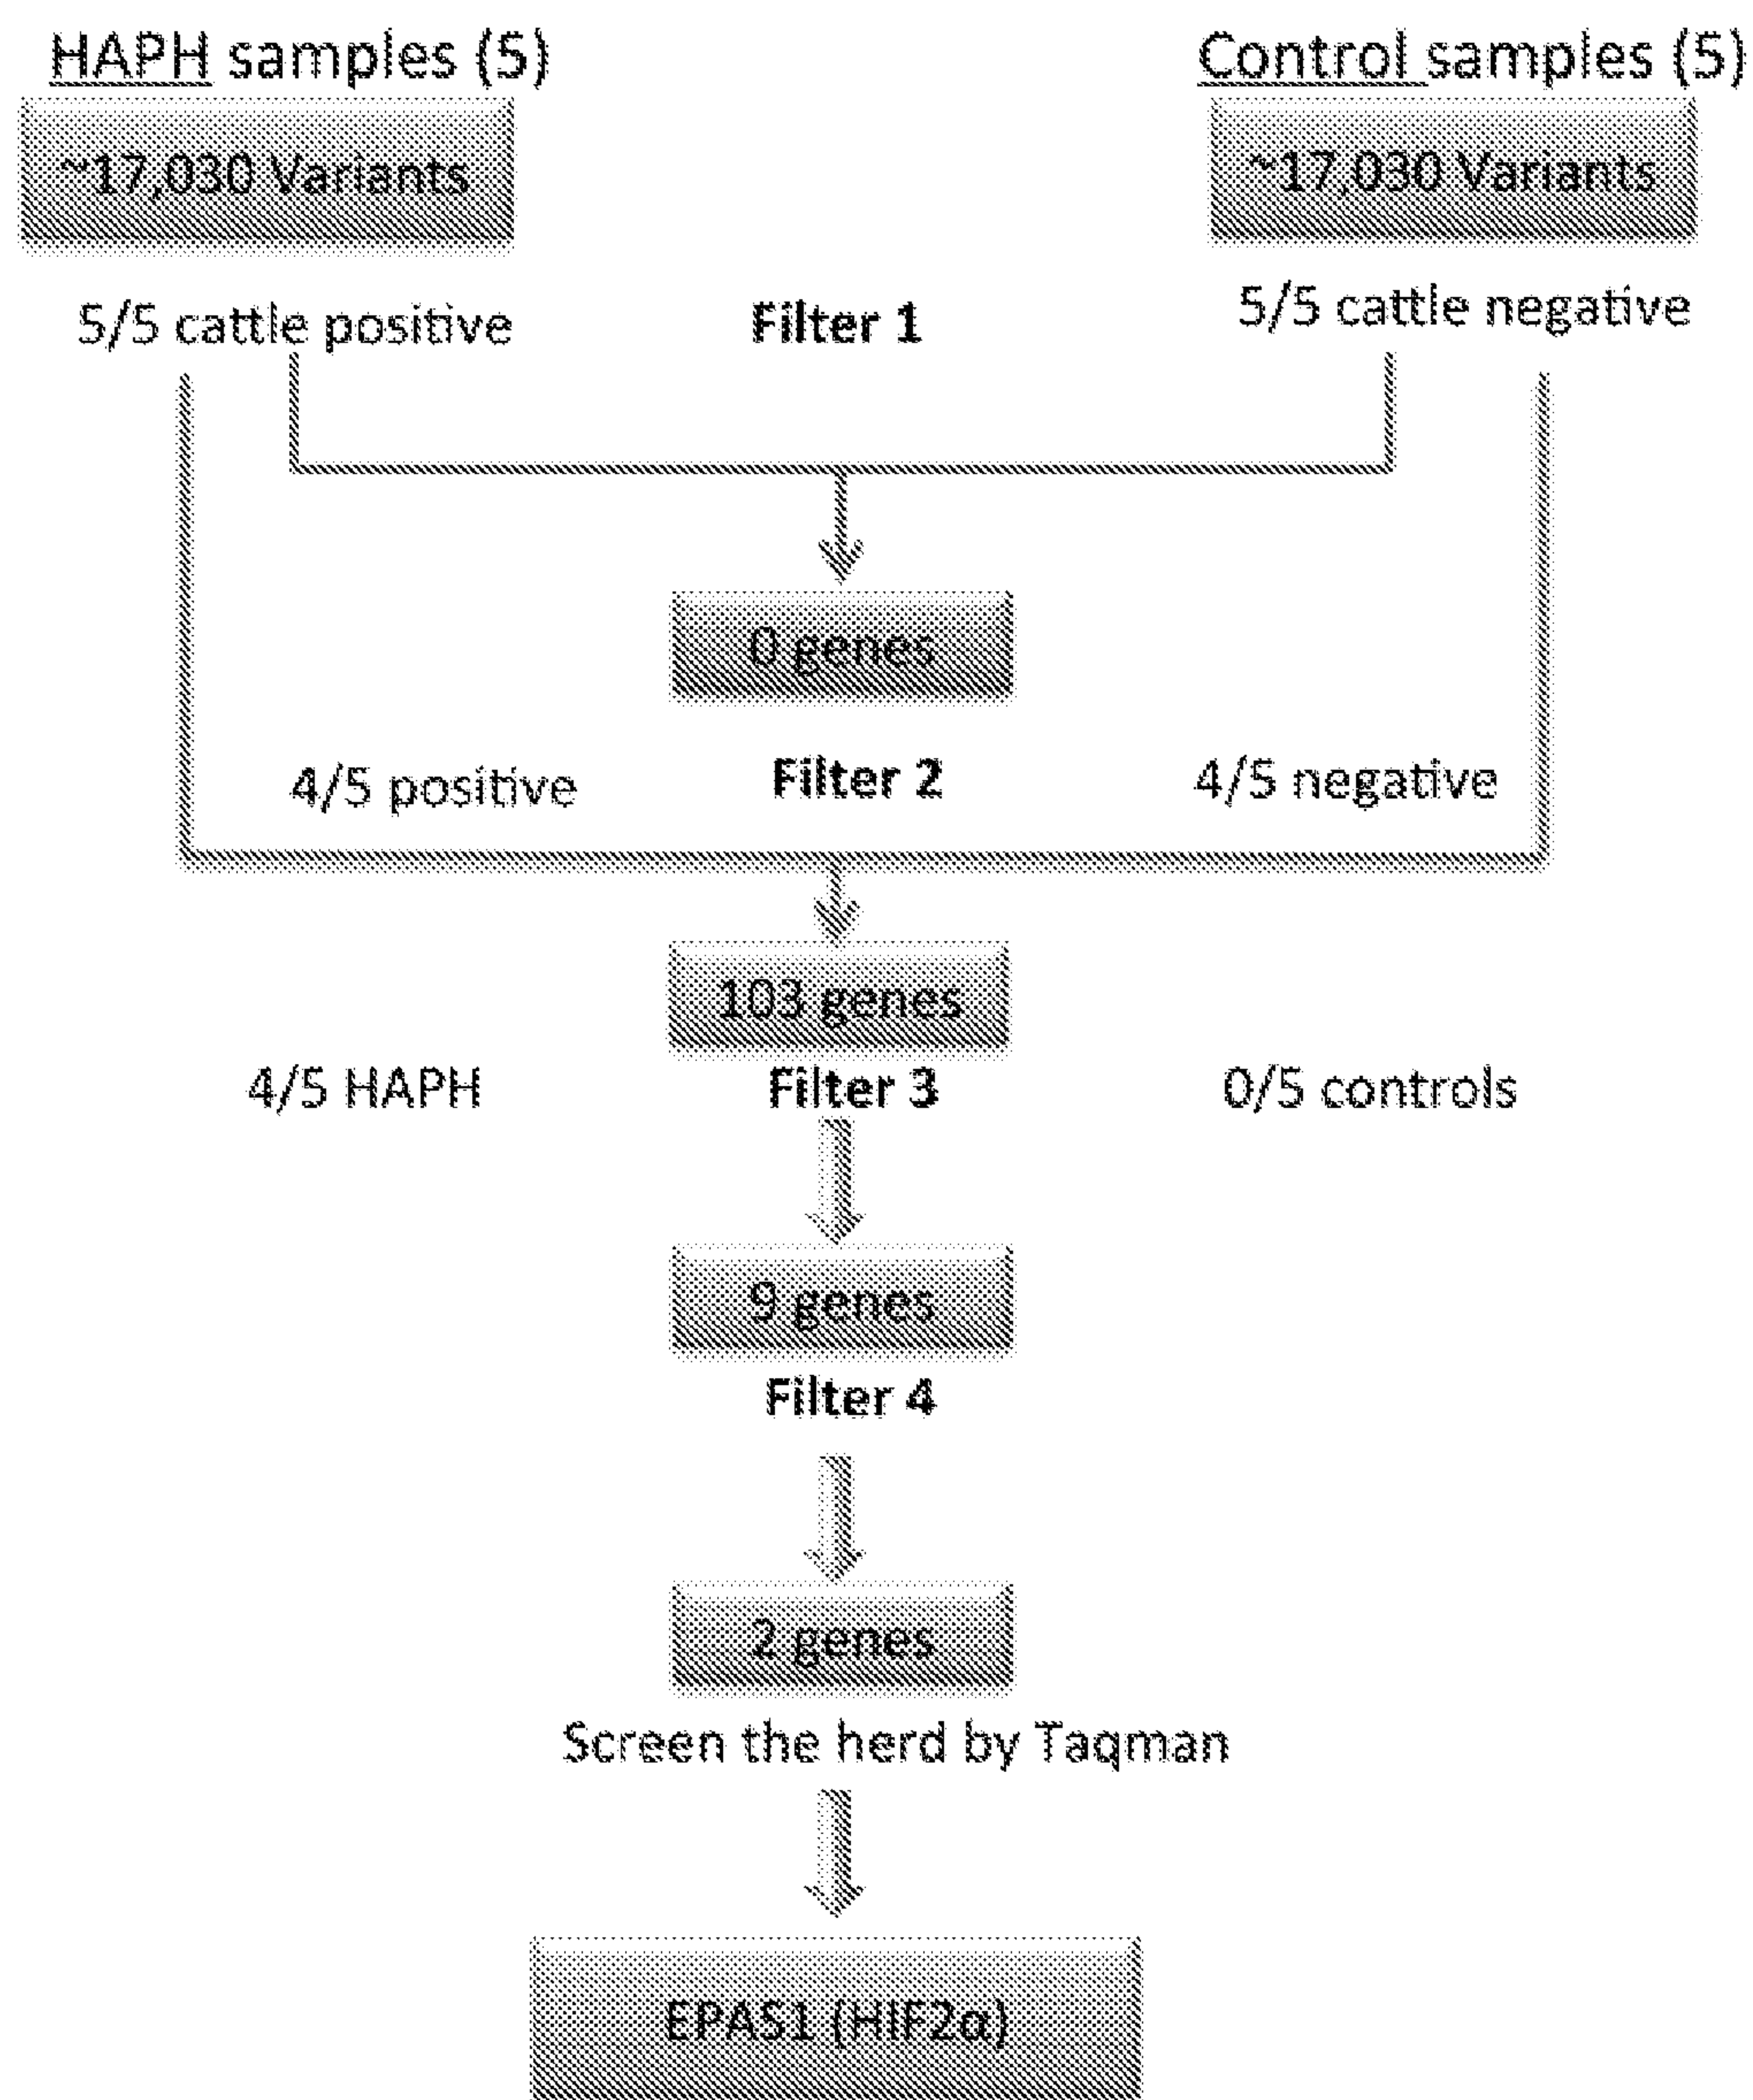 HAPH samples (5)
Control samples (5)
~17,030 Variants
~17,030 Variants
5/5 cattle positive
Filter 1
5/5 cattle negative
0 genes
4/5 positive
Filter 2
4/5 negative
103 genes
4/5 HAPH
Filter 3
0/5 controls
9 genes
Filter 4
2 genes
Screen the herd by Taqman
EPAS1 (HIF2α)